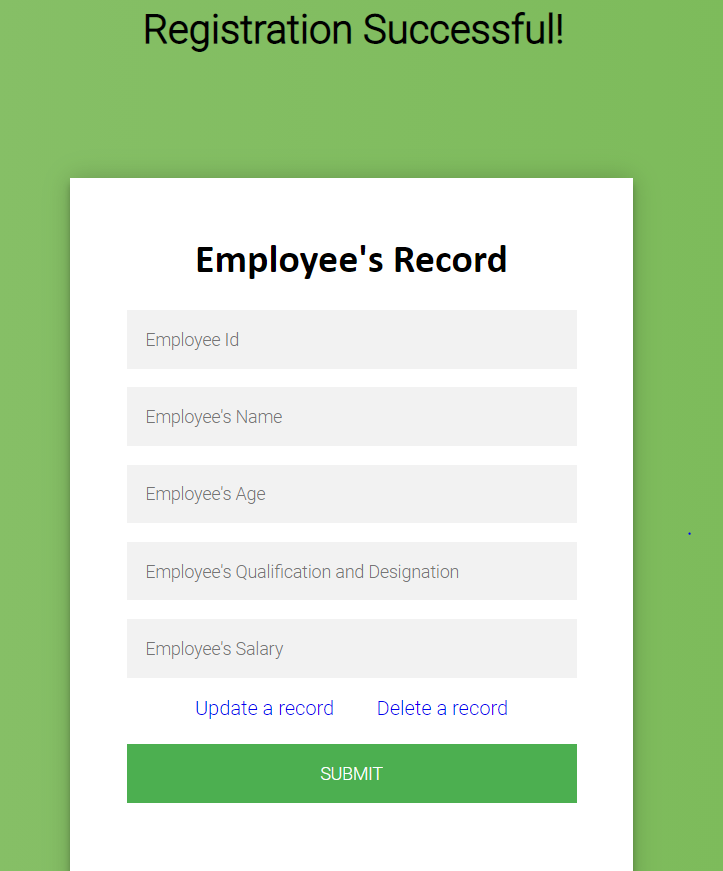 Registration Successful!
Employee's Record
Employee Id
Employee's Name
Employee's Age
Employee's Qualification and Designation
Employee's Salary
Update a record Delete a record
SUBMIT